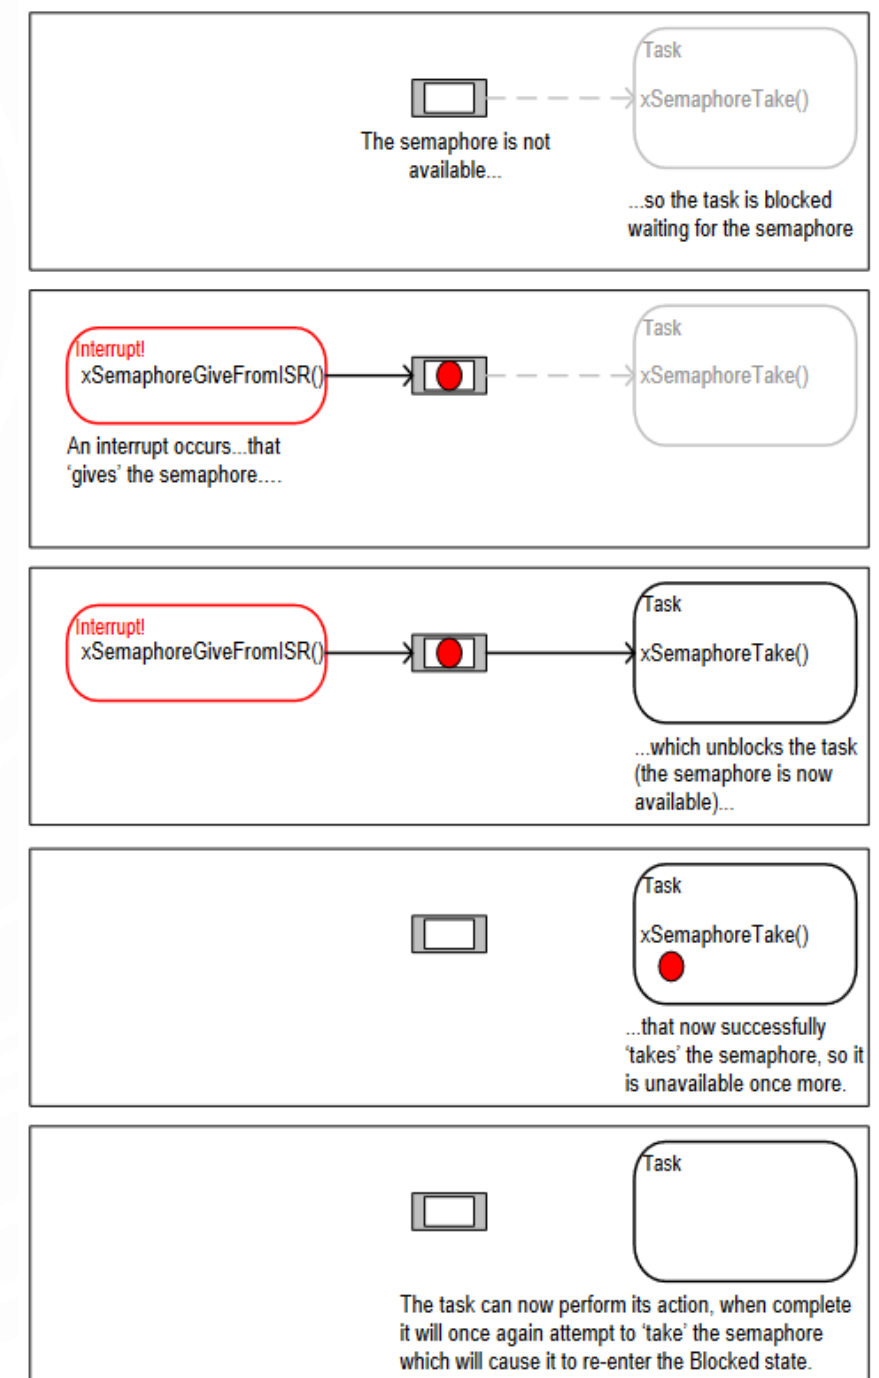 Task
xSemaphoreTake()
The semaphore is not
available...
...so the task is blocked
waiting for the semaphore
Interrupt!
xSemaphoreGiveFromISR()
Task
xSemaphoreTake()
An interrupt occurs...that
‘gives’ the semaphore....
Interrupt!
xSemaphoreGiveFromISR()
Task
xSemaphoreTake()
...which unblocks the task
(the semaphore is now
available)...
Task
xSemaphoreTake()
...that now successfully
‘takes’ the semaphore, so it
is unavailable once more.
Task
The task can now perform its action, when complete
it will once again attempt to ‘take’ the semaphore
which will cause it to re-enter the Blocked state.